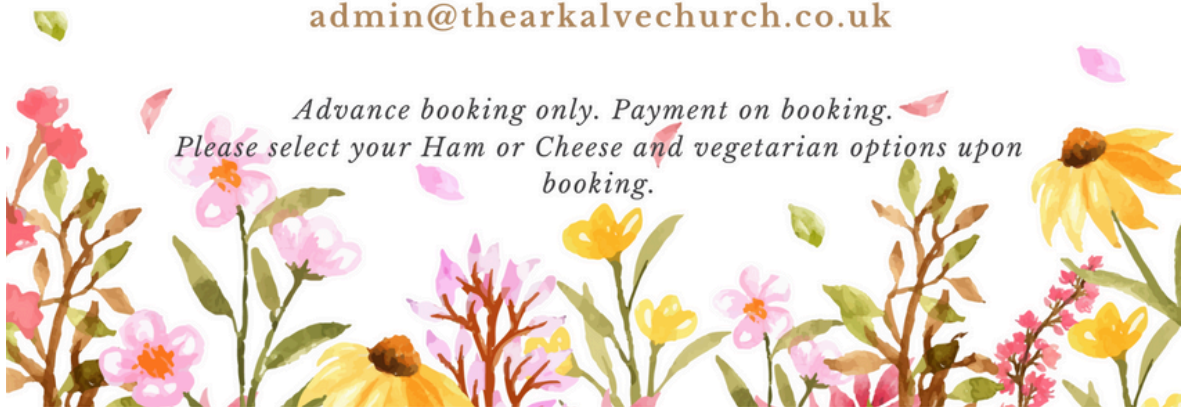 admin@thearkalvechurch.co.uk
Advance booking only. Payment on booking.
Please select your Ham or Cheese and vegetarian options upon
booking.